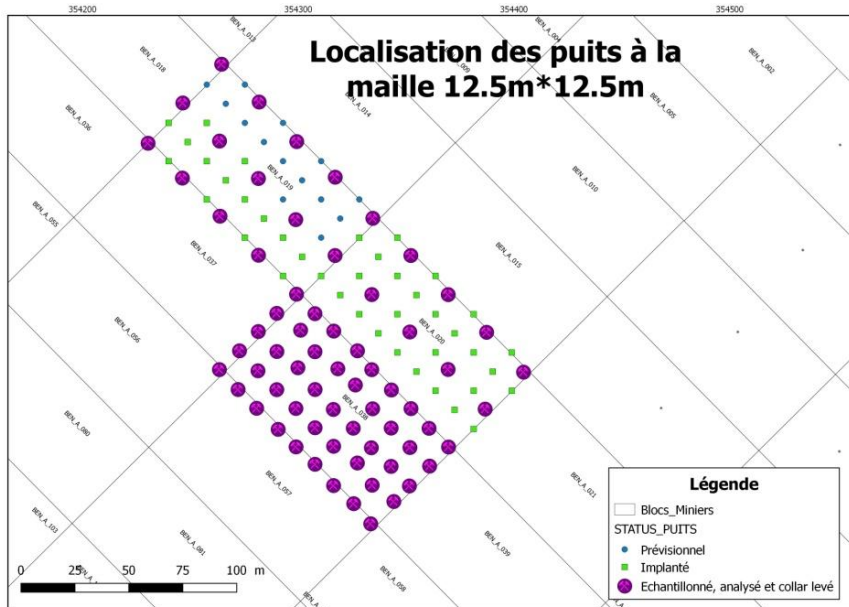 354200
354300
354400
354500
Localisation des puits à la
maille 12.5m*12.5m
BEN_A_013
BEN_A_018
BEN_A_009
BEN_A_004
BEN_A_002
BEN_A_036
BEN_A_014
BEN_A_005
BEN_A_019
BEN_A_010
BEN_A_055
BEN_A_037
BEN_A_015
BEN_A_056
BEN_A_020
BEN_A_080
BEN_A_038
BEN_A_057
BEN_A_021
BEN_A_103
BEN_A_081
BEN_A_039
BEN_A_058
Légende
Blocs_Miniers
STATUS_PUITS
Prévisionnel
Implanté
Echantillonné, analysé et collar levé
0 25 50 75 100 m